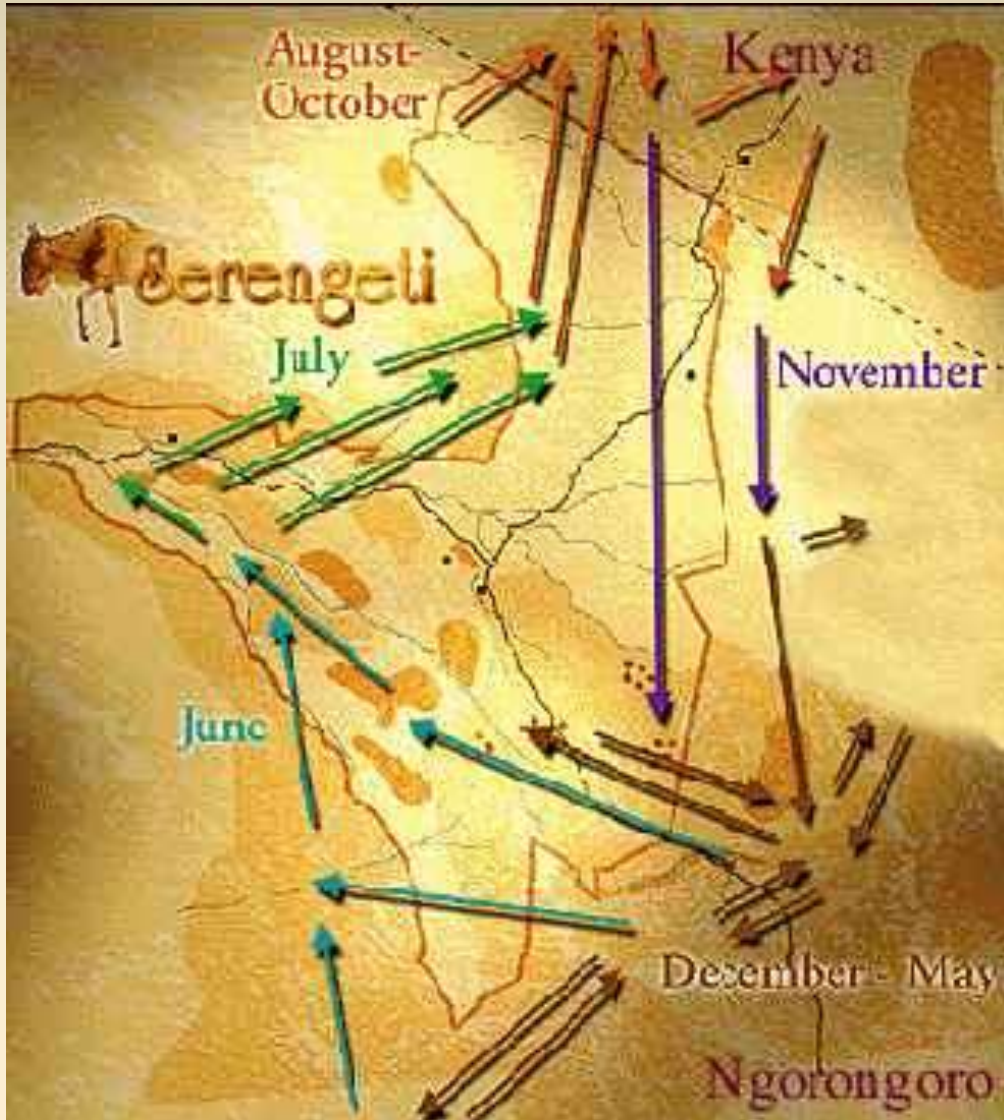 August-
October
Kenya
Serengeti
July
November
June
December - May
Ngorongoro